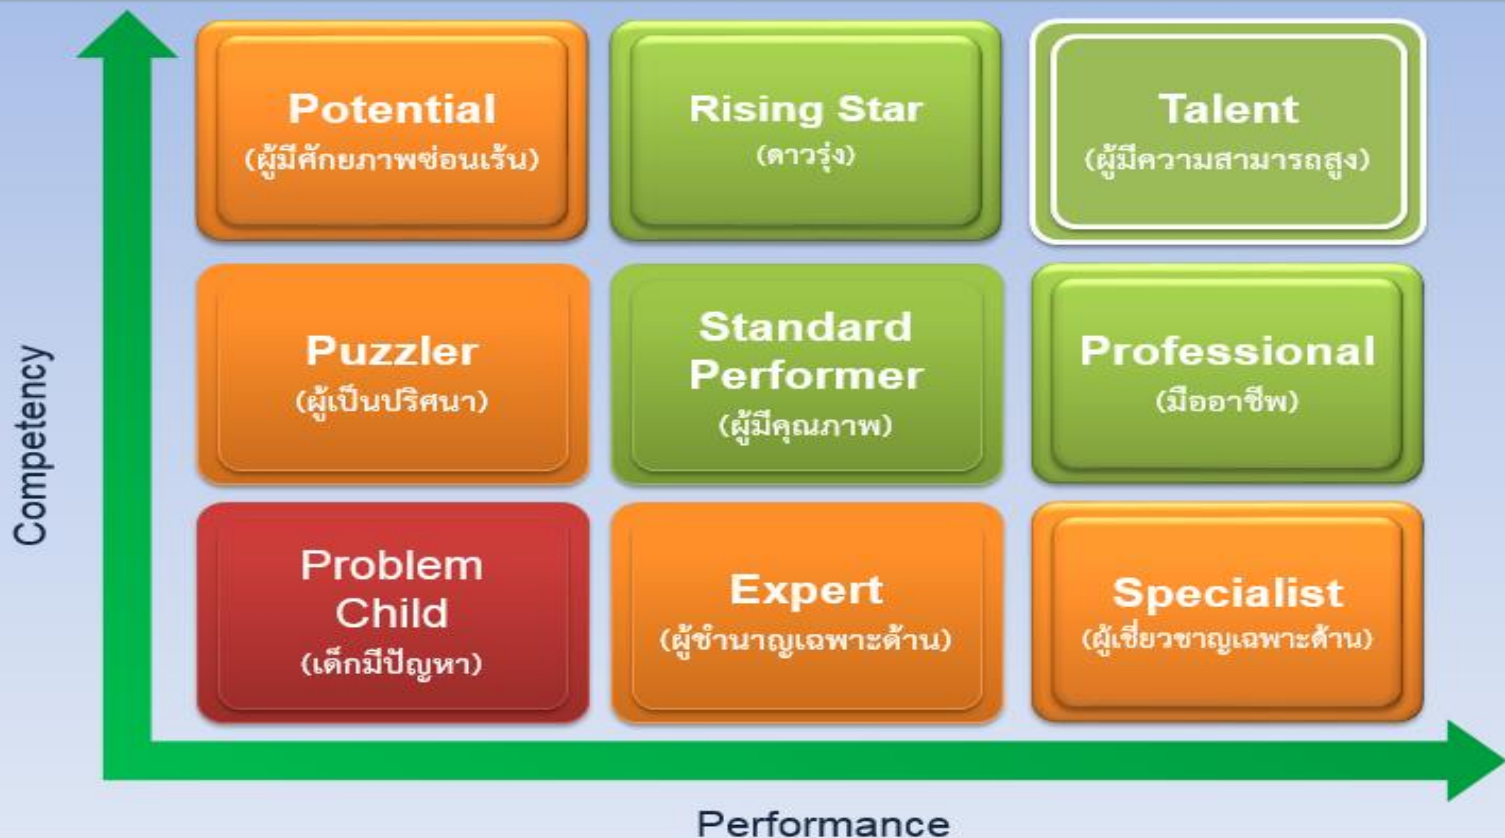 Potential
(ผู้มีศักยภาพซ่อนเร้น)
Rising Star
(ดาวรุ่ง)
Talent
(ผู้มีความสามารถสูง)
Competency
Puzzler
(ผู้เป็นปริศนา)
Standard
Performer
(ผู้มีคุณภาพ)
Professional
(มืออาชีพ)
Problem
Child
(เด็กมีปัญหา)
Expert
(ผู้ชำนาญเฉพาะด้าน)
Specialist
(ผู้เชี่ยวชาญเฉพาะด้าน)
Performance